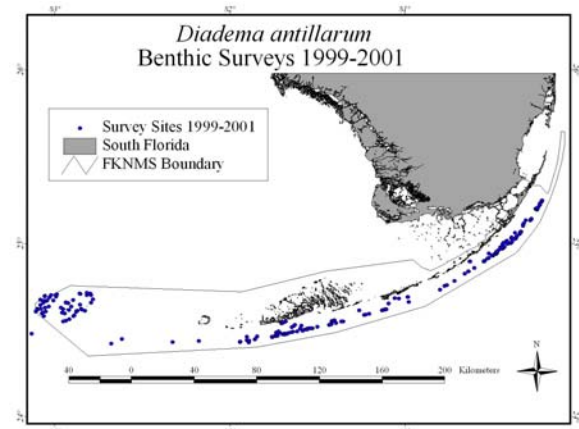 Diadema antillarum
Benthic Surveys 1999-2001
Survey Sites 1999-2001
South Florida
FKNMS Boundary
N
40 0 40 80 120 160 200 Kilometers